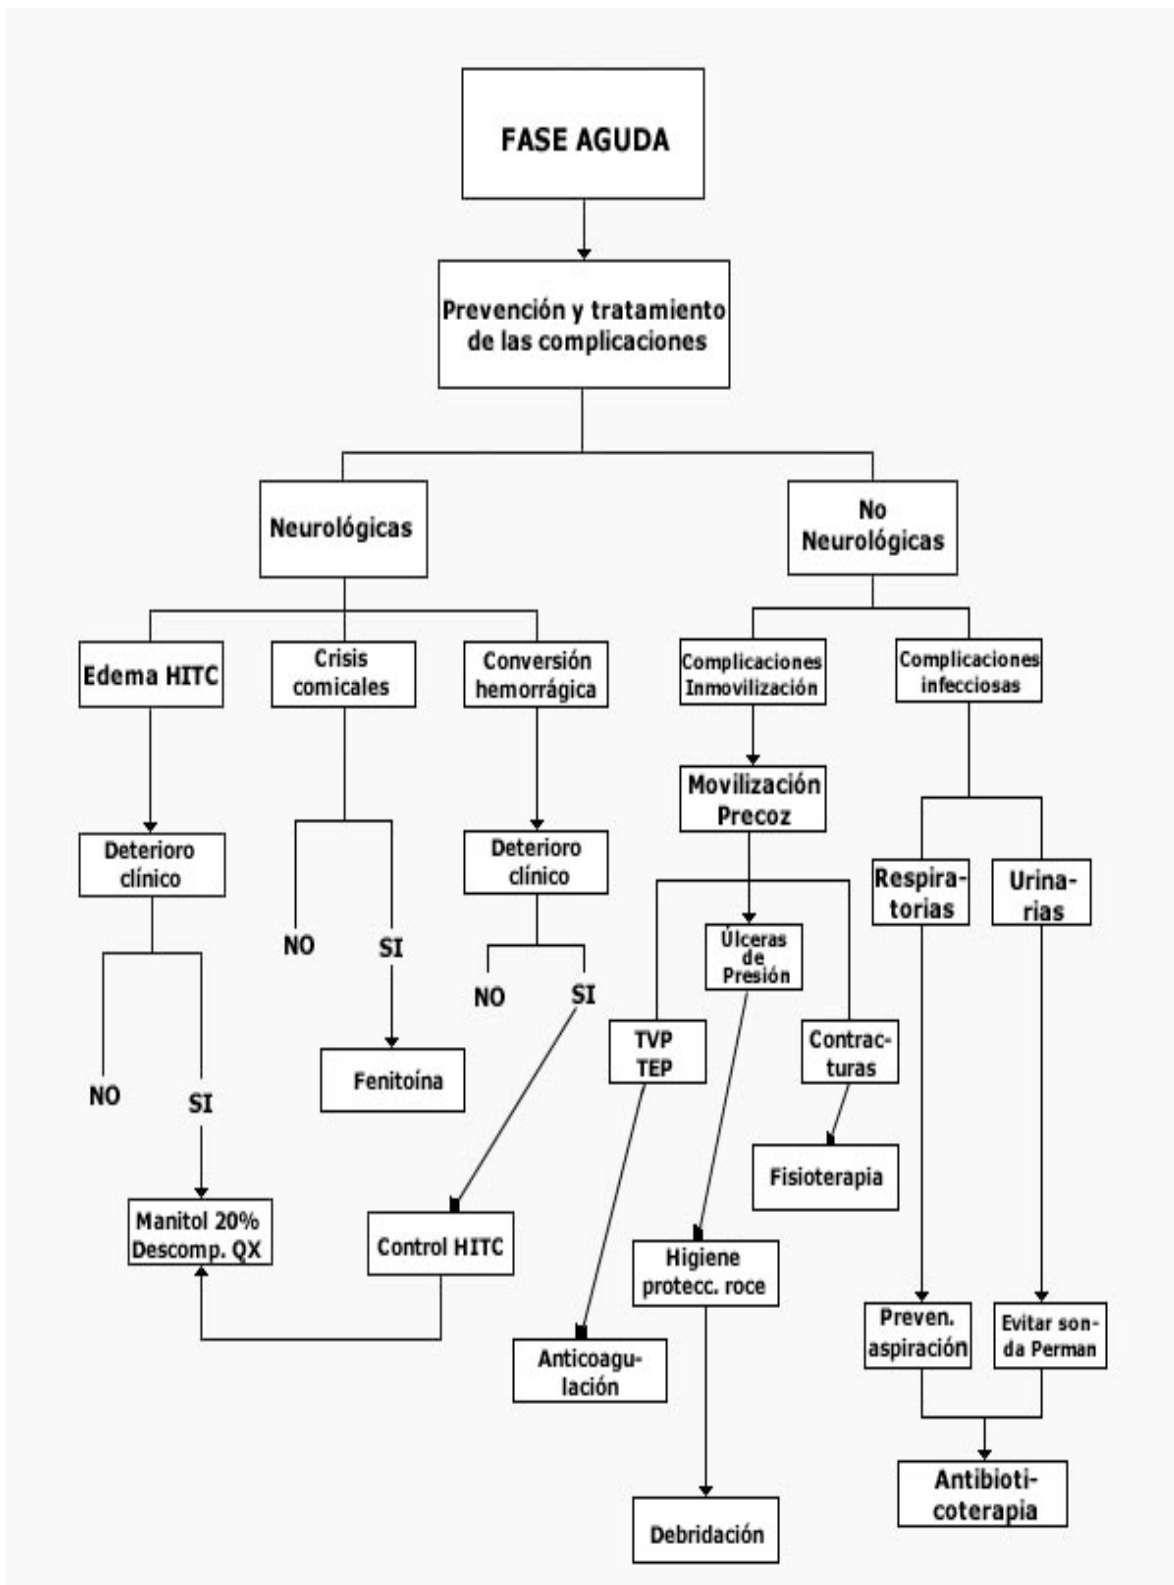 FASE AGUDA
Prevención y tratamiento
de las complicaciones
Neurológicas
No
Neurológicas
Edema HITC
Crisis
comicales
Conversión
hemorrágica
Complicaciones
Inmovilización
Complicaciones
infecciosas
Movilización
Precoz
Deterioro
clínico
Deterioro
clínico
Respira-
torias
Urina-
rias
NO
SI
Úlceras
de
Presión
NO
SI
TVP
TEP
Contrac-
turas
Fenitoína
NO
SI
Fisioterapia
Manitol 20%
Descomp. QX
Control HITC
Higiene
protecc. roce
Preven.
aspiración
Evitar son-
da Perman
Anticoagu-
lación
Antibioti-
coterapia
Debridación